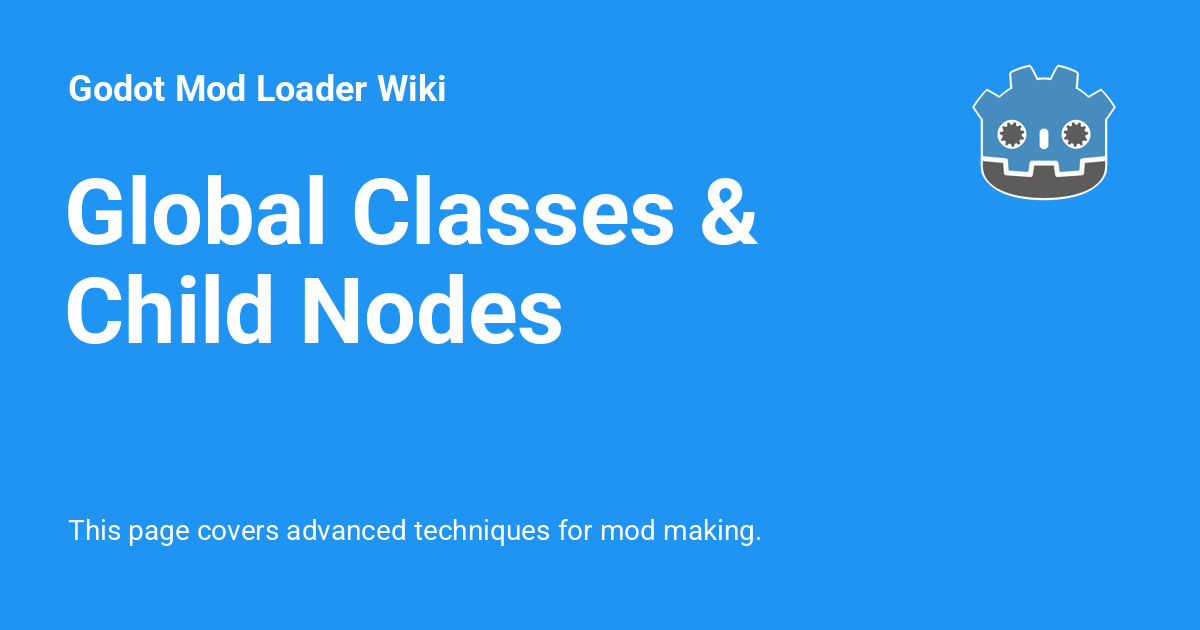 Godot Mod Loader Wiki
Global Classes &
Child Nodes
This page covers advanced techniques for mod making.